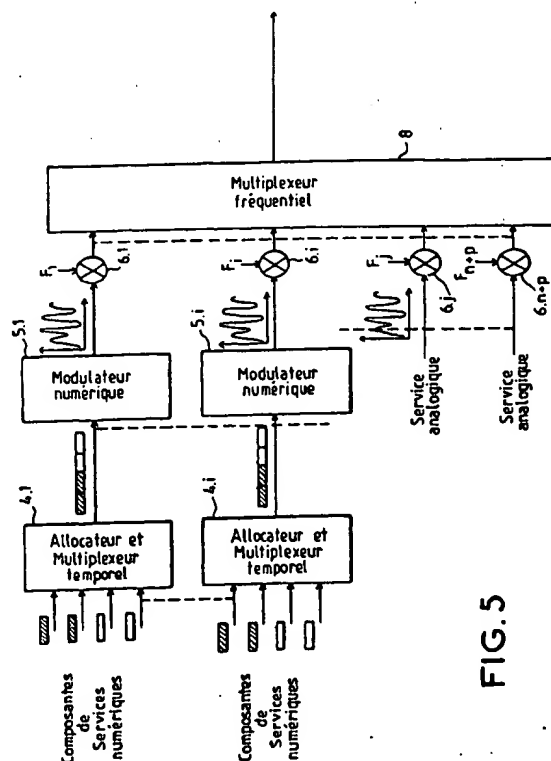 Composantes
de
Services
numériques
4.1
Allocateur et
Multiplexeur
temporel
5.1
Modulateur
numérique
F1
6.1
Composantes
de
Services
numériques
4.i
Allocateur et
Multiplexeur
temporel
5.i
Modulateur
numérique
Fi
6.i
Service
analogique
Fj
6.j
Service
analogique
Fn+p
6.n+p
Multiplexeur
fréquentiel
8
FIG.5